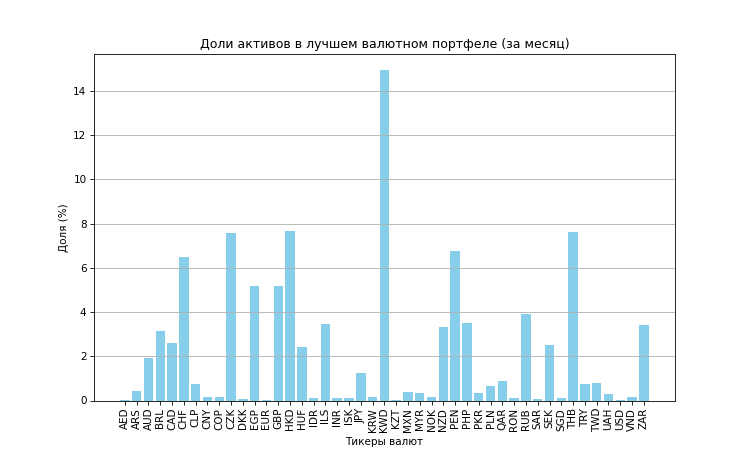 Доли активов в лучшем валютном портфеле (за месяц)
Доля (%)
14
12
10
8
6
4
2
0
AED ARS AUD BRL CAD CHF CLP CNY COP CZK DKK EGP EUR GBP HKD HUF IDR ILS INR ISK JPY KRW KWD KZT MXN MYR NOK NZD PEN PHP PKR PLN QAR RON RUB SAR SEK SGD THB TRY TWD UAH USD VND ZAR
Тикеры валют